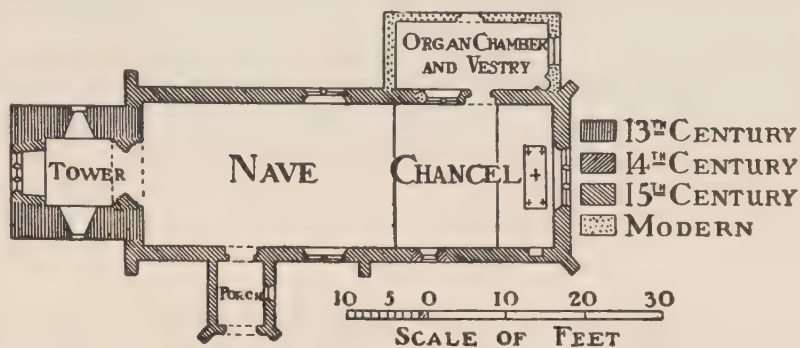 ORGAN CHAMBER
AND VESTRY
TOWER
NAVE
CHANCEL
PORCH
13TH CENTURY
14TH CENTURY
15TH CENTURY
MODERN
10 5 0 10 20 30
SCALE OF FEET